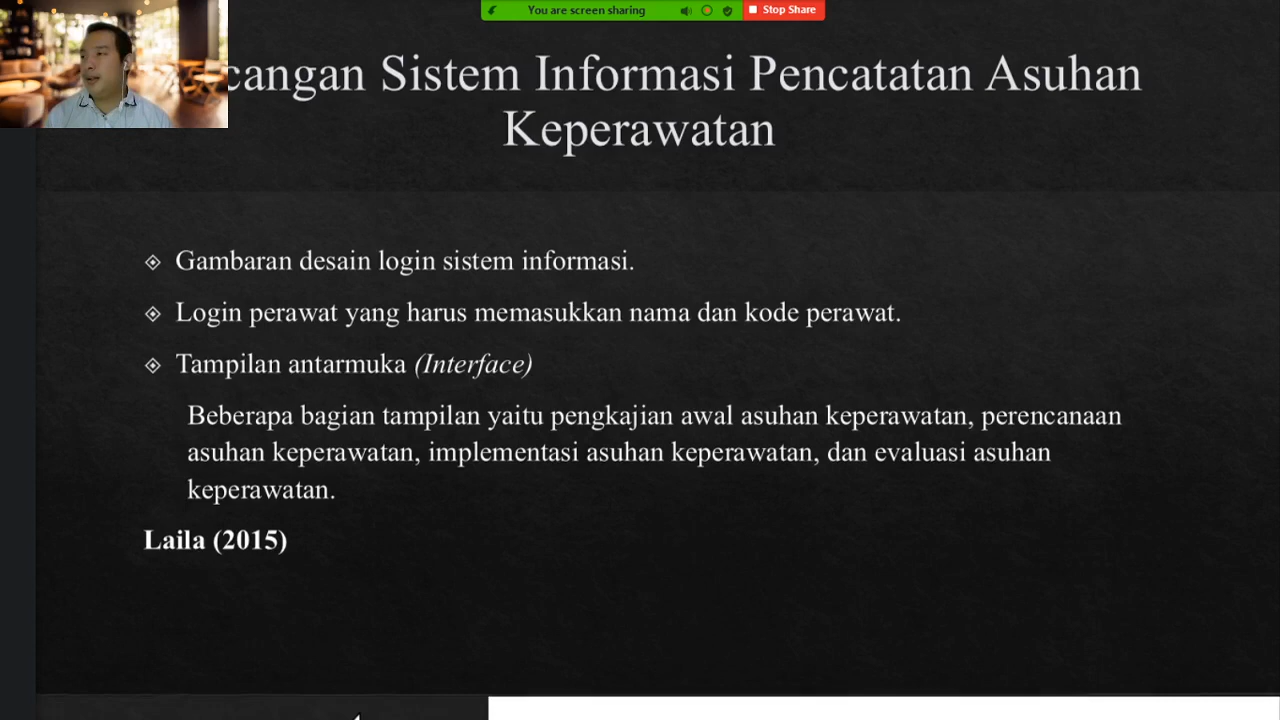 You are screen sharing
Stop Share
Sistem Informasi Pencatatan Asuhan
Keperawatan
Gambaran desain login sistem informasi.
Login perawat yang harus memasukkan nama dan kode perawat.
Tampilan antarmuka (Interface)
Beberapa bagian tampilan yaitu pengkajian awal asuhan keperawatan, perencanaan
asuhan keperawatan, implementasi asuhan keperawatan, dan evaluasi asuhan
keperawatan.
Laila (2015)